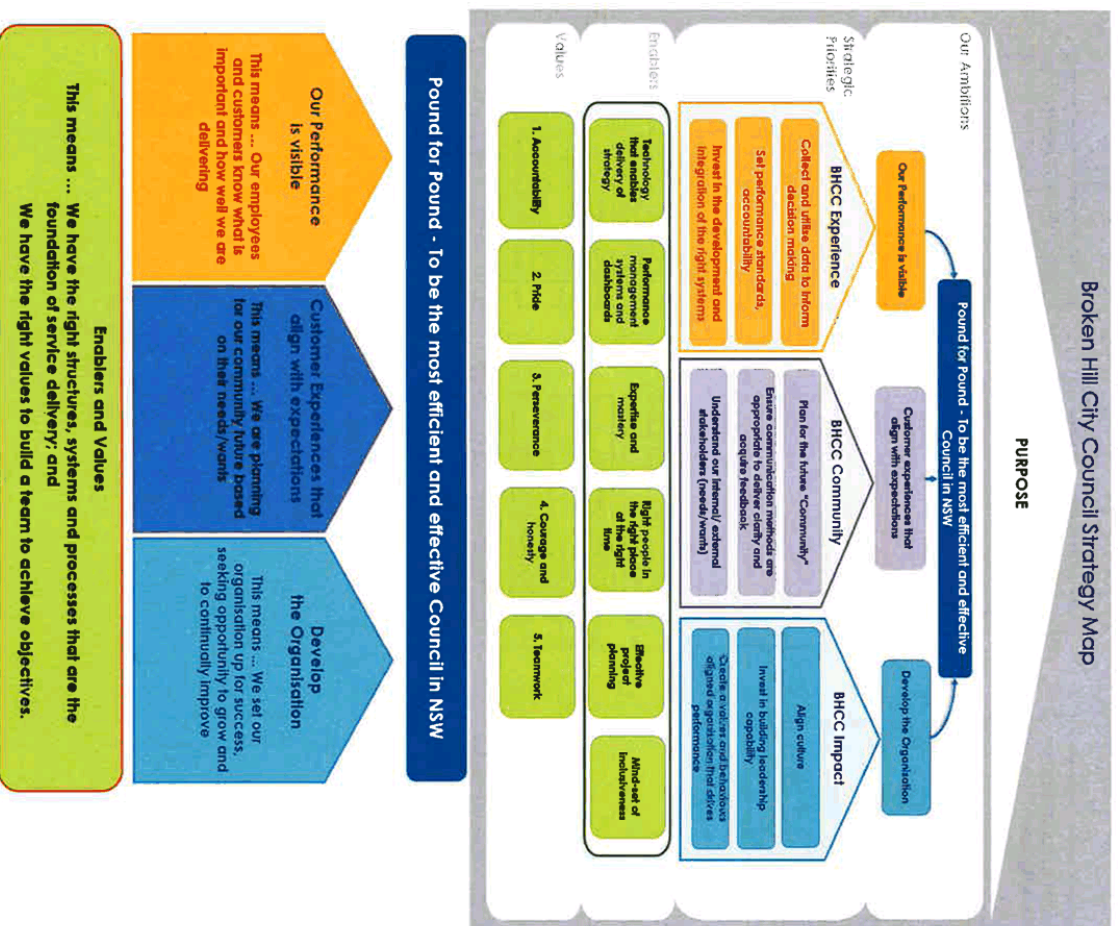 Broken Hill City Council Strategy Map
PURPOSE
Pound for Pound - To be the most efficient and effective
Council in NSW
Our Ambitions
Our Performance is visible
Customer experiences that
align with expectations
Develop the Organisation
Strategic
Priorities
BHCC Experience
Collect and utilise data to inform
decision making
Set performance standards,
accountability
Invest in the development and
integration of the right systems
BHCC Community
Plan for the future "Community"
Ensure communication methods are
appropriate to deliver clarity and
acquire feedback
Understand our internal/ external
stakeholders (needs/wants)
BHCC Impact
Align culture
Invest in building leadership
capability
Create a values and behaviours
aligned organisation that drives
performance
Enablers
Technology
that enables
delivery of
strategy
Performance
management
systems and
dashboards
Expertise and
mastery
Right people in
the right place
at the right
time
Effective
project
planning
Mind-set of
inclusiveness
Values
1. Accountability
2. Pride
3. Perseverance
4. Courage and
honesty
5. Teamwork
Pound for Pound - To be the most efficient and effective Council in NSW
Our Performance
is visible
This means ... Our employees
and customers know what is
important and how well we are
delivering
Customer Experiences that
align with expectations
This means ... We are planning
for our community future based
on their needs/wants
Develop
the Organisation
This means ... We set our
organisation up for success,
seeking opportunity to grow and
to continually improve
Enablers and Values
This means ... We have the right structures, systems and processes that are the
foundation of service delivery; and
We have the right values to build a team to achieve objectives.